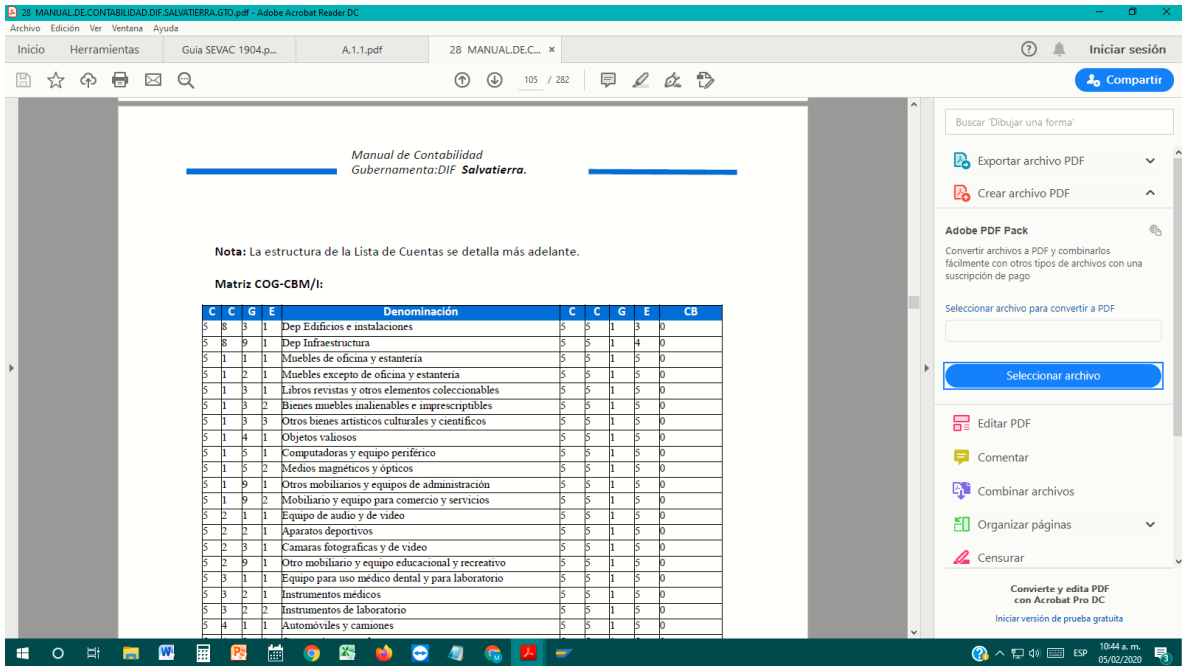 28 MANUAL.DE.CONTABILIDAD.DIF.SALVATIERRA.GTO.pdf - Adobe Acrobat Reader DC
Archivo Edición Ver Ventana Ayuda
Inicio Herramientas Guia SEVAC 1904.p... A.1.1.pdf 28 MANUAL.DE.C... × Iniciar sesión
105 / 282 Compartir
Manual de Contabilidad
Gubernamenta:DIF Salvatierra.
Nota: La estructura de la Lista de Cuentas se detalla más adelante.
Matriz COG-CBM/I:
C C G E Denominación C C G E CB
5 8 3 1 Dep Edificios e instalaciones 5 5 1 3 0
5 8 9 1 Dep Infraestructura 5 5 1 4 0
5 1 1 1 Muebles de oficina y estantería 5 5 1 5 0
5 1 2 1 Muebles excepto de oficina y estantería 5 5 1 5 0
5 1 3 1 Libros revistas y otros elementos coleccionables 5 5 1 5 0
5 1 3 2 Bienes muebles inalienables e imprescriptibles 5 5 1 5 0
5 1 3 3 Otros bienes artísticos culturales y científicos 5 5 1 5 0
5 1 4 1 Objetos valiosos 5 5 1 5 0
5 1 5 1 Computadoras y equipo periférico 5 5 1 5 0
5 1 5 2 Medios magnéticos y ópticos 5 5 1 5 0
5 1 9 1 Otros mobiliarios y equipos de administración 5 5 1 5 0
5 1 9 2 Mobiliario y equipo para comercio y servicios 5 5 1 5 0
5 2 1 1 Equipo de audio y de video 5 5 1 5 0
5 2 2 1 Aparatos deportivos 5 5 1 5 0
5 2 3 1 Camaras fotograficas y de video 5 5 1 5 0
5 2 9 1 Otro mobiliario y equipo educacional y recreativo 5 5 1 5 0
5 3 1 1 Equipo para uso médico dental y para laboratorio 5 5 1 5 0
5 3 2 1 Instrumentos médicos 5 5 1 5 0
5 3 2 2 Instrumentos de laboratorio 5 5 1 5 0
5 4 1 1 Automóviles y camiones 5 5 1 5 0
Buscar 'Dibujar una forma'
Exportar archivo PDF
Crear archivo PDF
Adobe PDF Pack
Convertir archivos a PDF y combinarlos
fácilmente con otros tipos de archivos con una
suscripción de pago
Seleccionar archivo para convertir a PDF
Seleccionar archivo
Editar PDF
Comentar
Combinar archivos
Organizar páginas
Censurar
Convierte y edita PDF
con Acrobat Pro DC
Iniciar versión de prueba gratuita
ESP 10:44 a. m.
05/02/2020